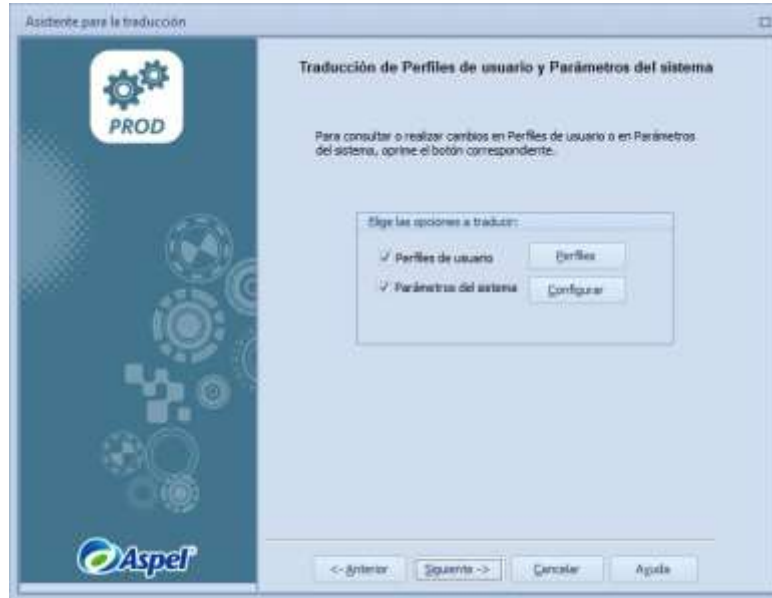 Asistente para la traducción
PROD
Traducción de Perfiles de usuario y Parámetros del sistema
Para consultar o realizar cambios en Perfiles de usuario o en Parámetros
del sistema, oprime el botón correspondiente.
Elige las opciones a traducir:
Perfiles de usuario
Perfiles
Parámetros del sistema
Configurar
Aspel
<- Anterior
Siguiente ->
Cancelar
Ayuda